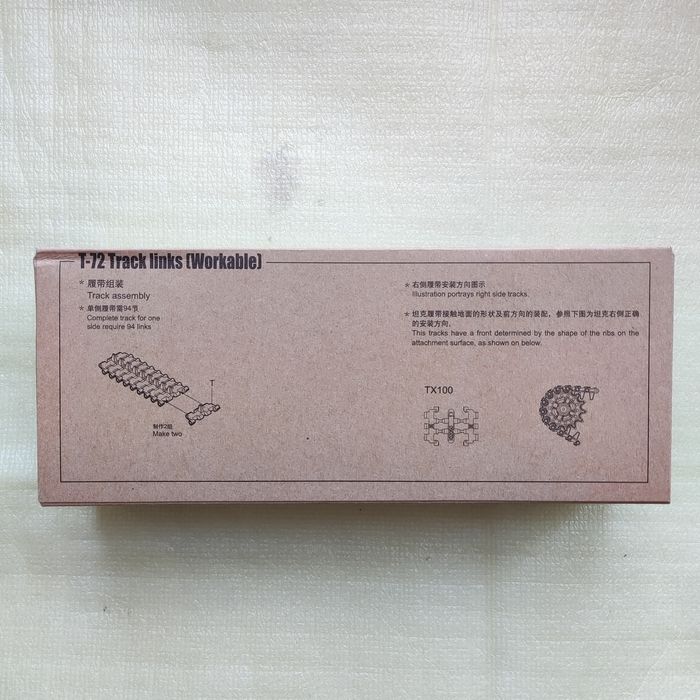 T-72 Track links (Workable)
* 履带组装
Track assembly
* 单侧履带需94节
Complete track for one
side require 94 links
T
制作2组
Make two
* 右侧履带安装方向图示
Illustration portrays right side tracks.
* 坦克履带接触地面的形状及前方向的装配，参照下图为坦克右侧正确
的安装方向。
This tracks have a front determined by the shape of the ribs on the
attachment surface, as shown on below.
TX100